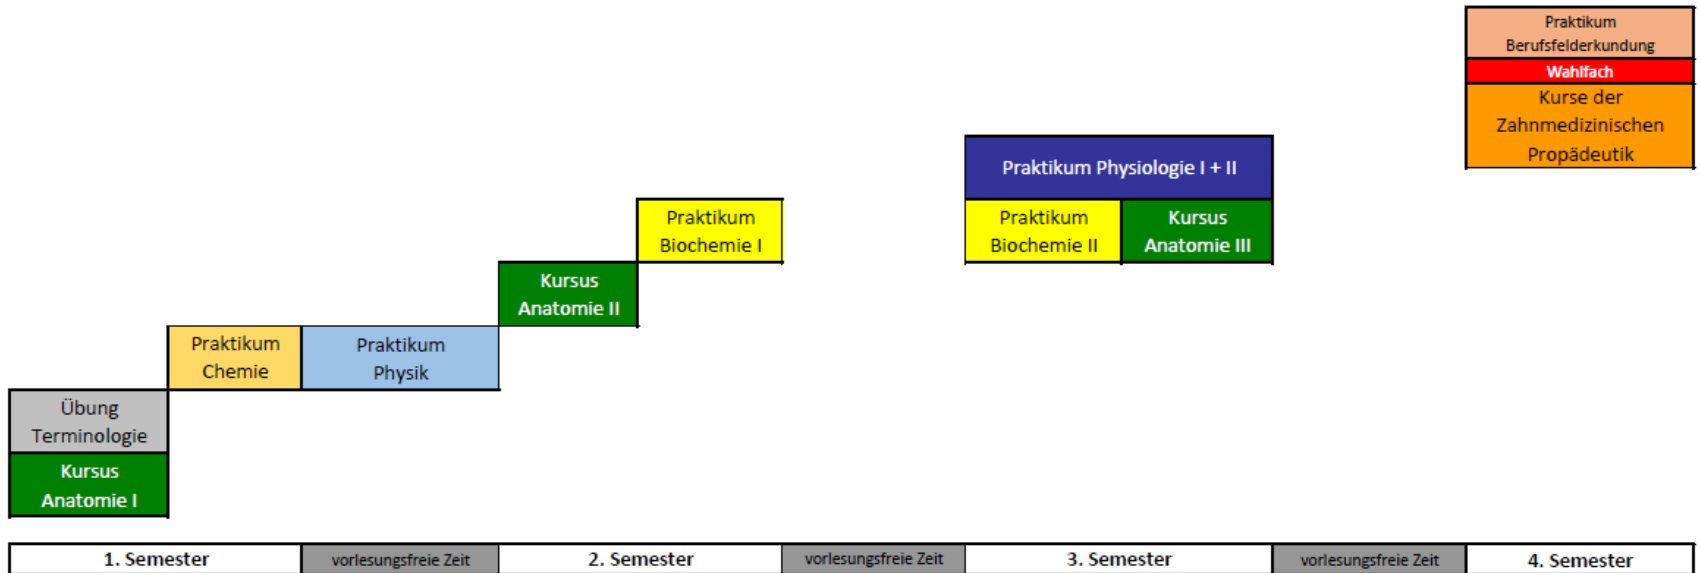 Praktikum
Berufsfelderkundung
Wahlfach
Kurse der
Zahnmedizinischen
Propädeutik
Praktikum Physiologie I + II
Praktikum
Biochemie I
Praktikum
Biochemie II
Kursus
Anatomie III
Kursus
Anatomie II
Praktikum
Chemie
Praktikum
Physik
Übung
Terminologie
Kursus
Anatomie I
1. Semester
vorlesungsfreie Zeit
2. Semester
vorlesungsfreie Zeit
3. Semester
vorlesungsfreie Zeit
4. Semester